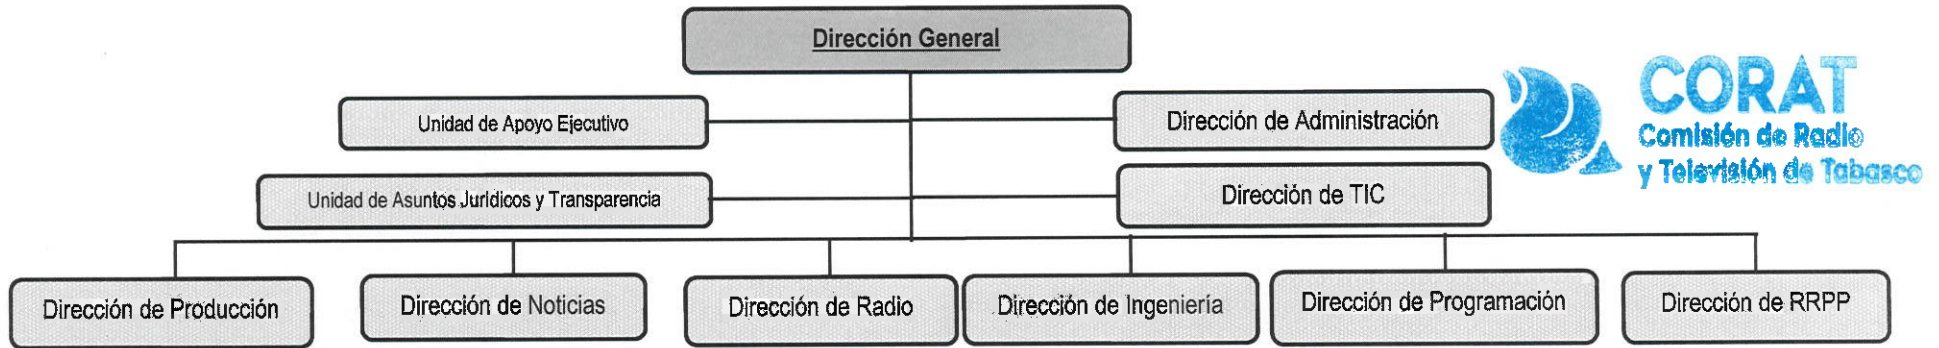 Dirección General
Unidad de Apoyo Ejecutivo
Dirección de Administración
CORAT
Comisión de Radio
y Televisión de Tabasco
Unidad de Asuntos Jurídicos y Transparencia
Dirección de TIC
Dirección de Producción
Dirección de Noticias
Dirección de Radio
Dirección de Ingeniería
Dirección de Programación
Dirección de RRPP